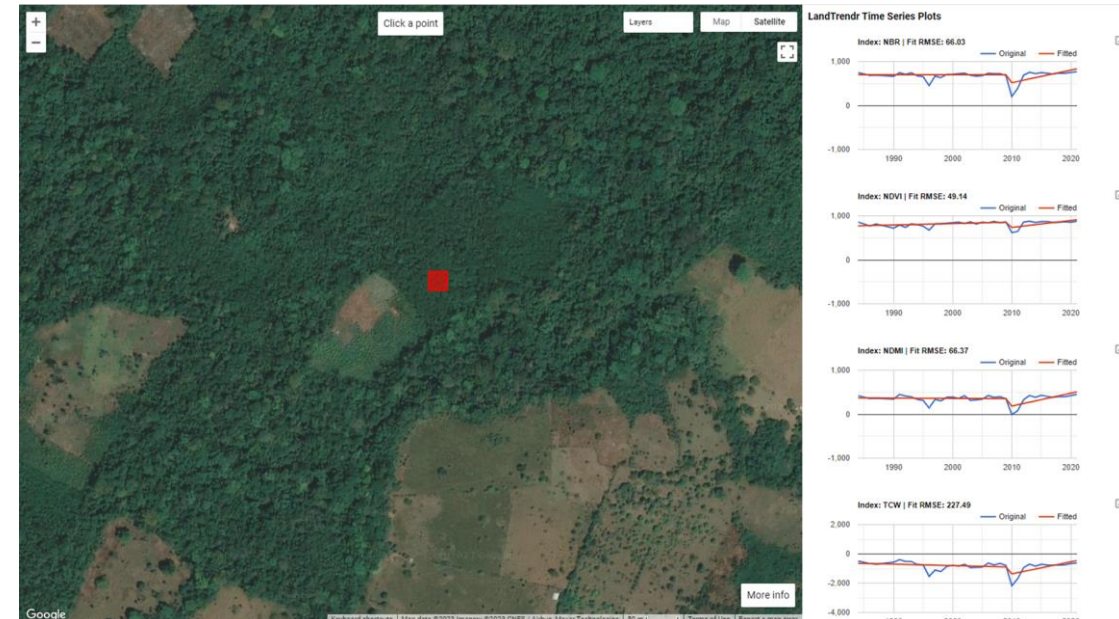 +
−
Click a point
Layers
Map
Satellite
Google
More info
LandTrendr Time Series Plots
Index: NBR | Fit RMSE: 66.03
Original
Fitted
1,000
0
-1,000
1990
2000
2010
2020
Index: NDVI | Fit RMSE: 49.14
Original
Fitted
1,000
0
-1,000
1990
2000
2010
2020
Index: NDMI | Fit RMSE: 66.37
Original
Fitted
1,000
0
-1,000
1990
2000
2010
2020
Index: TCW | Fit RMSE: 227.49
Original
Fitted
2,000
0
-2,000
-4,000